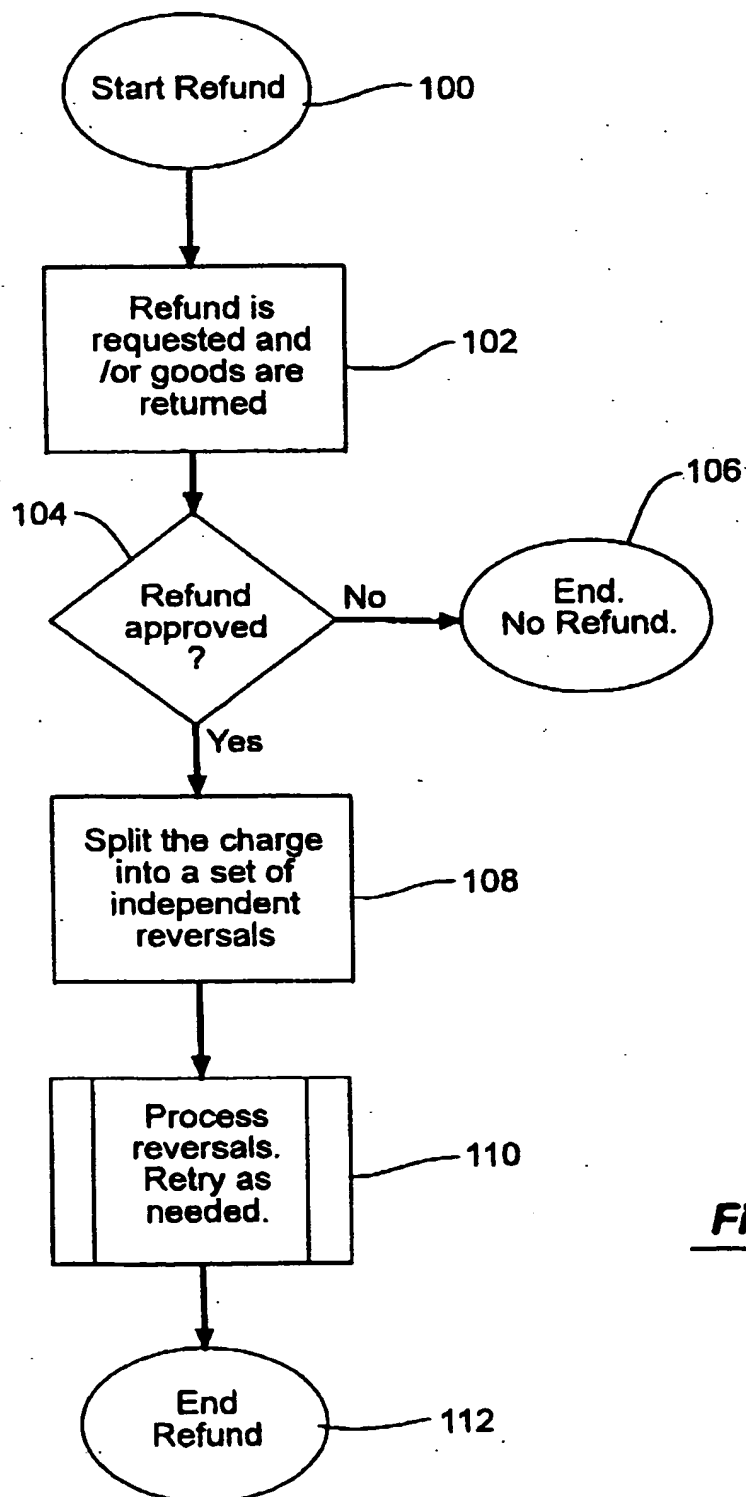 Start Refund
100
Refund is
requested and
/or goods are
returned
102
104
Refund
approved
?
No
106
End.
No Refund.
Yes
Split the charge
into a set of
independent
reversals
108
Process
reversals.
Retry as
needed.
110
End
Refund
112